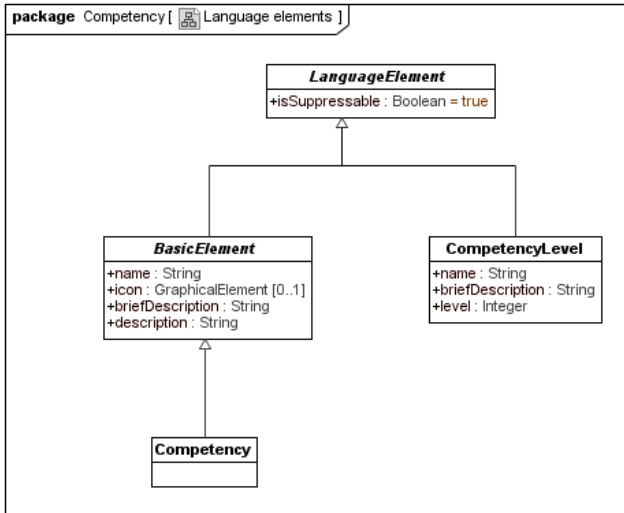 package Competency [ Language elements ]
LanguageElement
+isSuppressable : Boolean = true
BasicElement
+name : String
+icon : GraphicalElement [0..1]
+briefDescription : String
+description : String
CompetencyLevel
+name : String
+briefDescription : String
+level : Integer
Competency